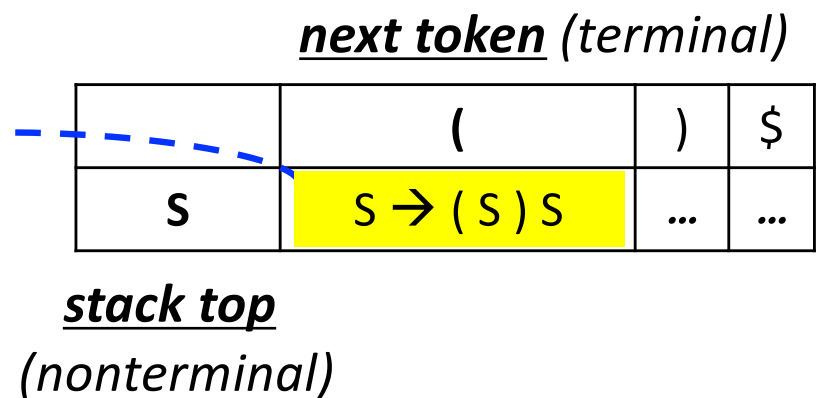 next token (terminal)
( ) $
S S → ( S ) S … …
stack top
(nonterminal)